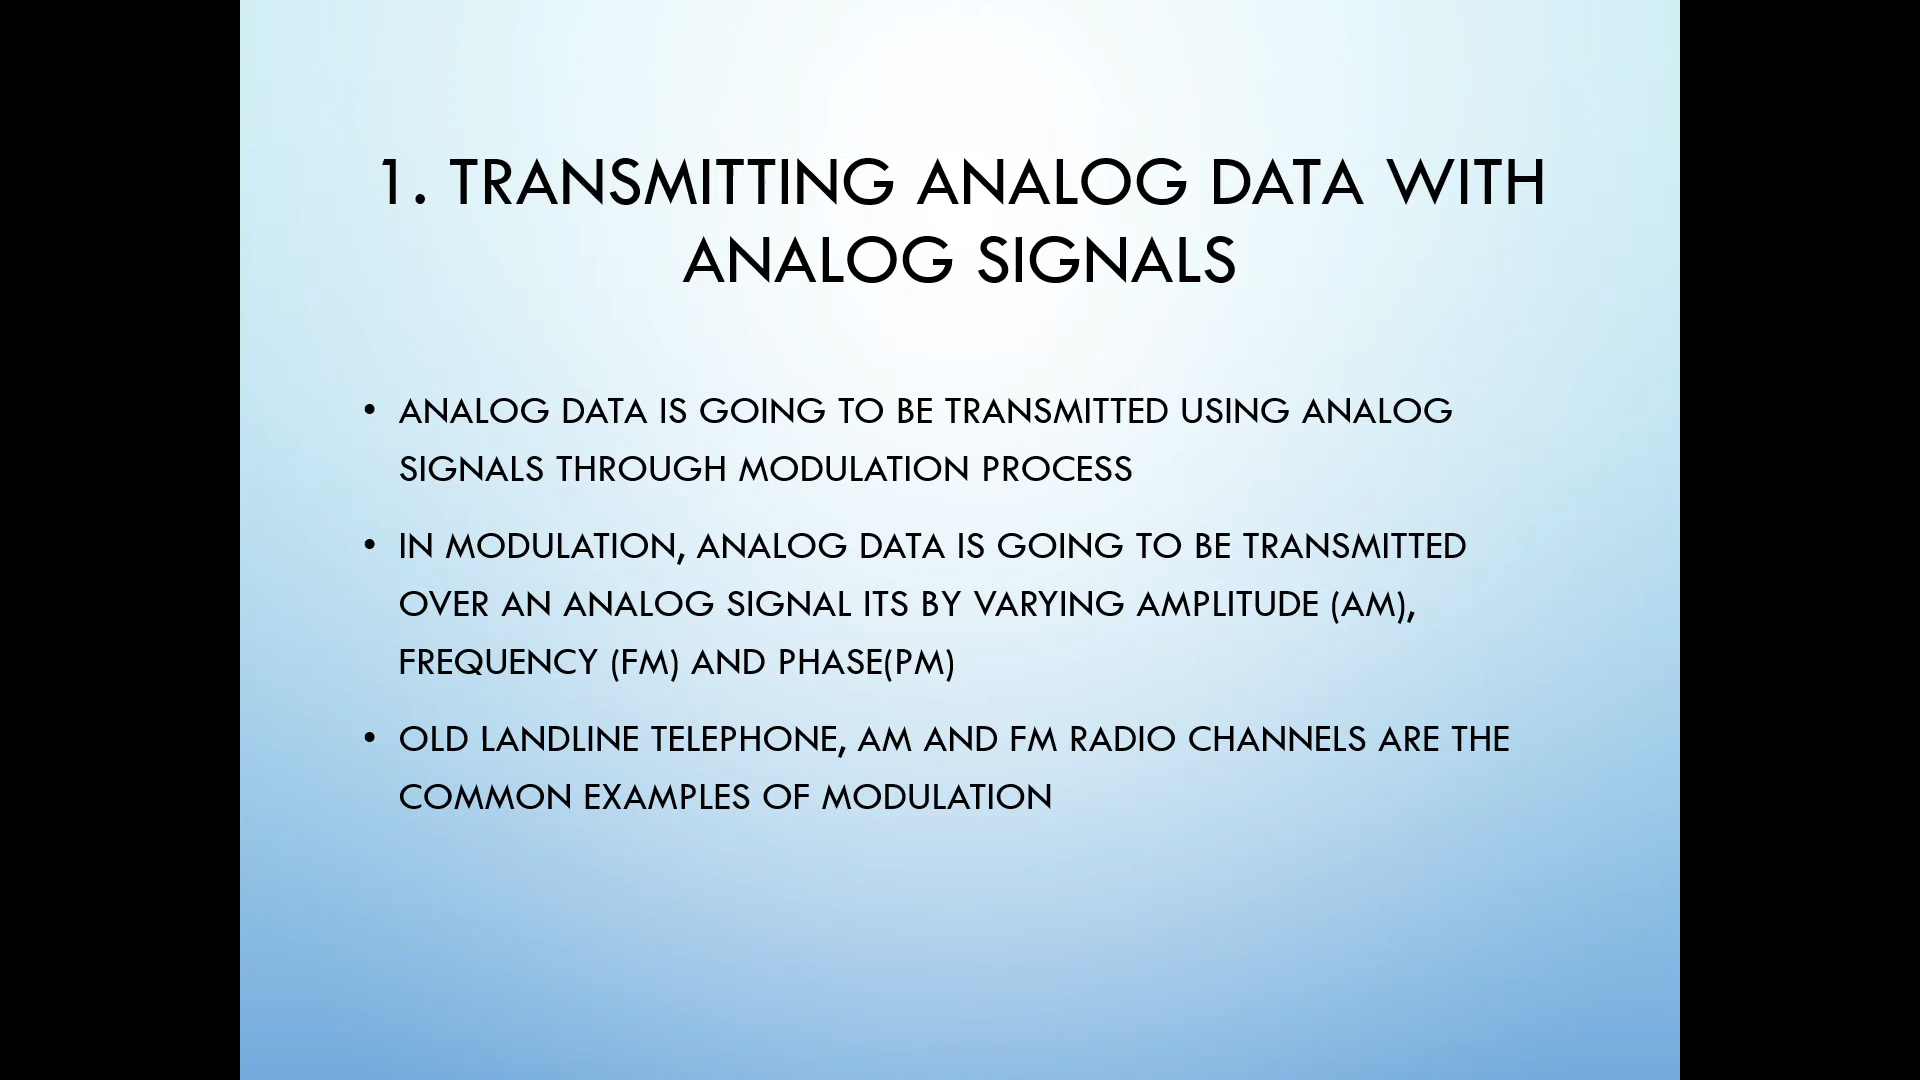 1. TRANSMITTING ANALOG DATA WITH
ANALOG SIGNALS
• ANALOG DATA IS GOING TO BE TRANSMITTED USING ANALOG
SIGNALS THROUGH MODULATION PROCESS
• IN MODULATION, ANALOG DATA IS GOING TO BE TRANSMITTED
OVER AN ANALOG SIGNAL ITS BY VARYING AMPLITUDE (AM),
FREQUENCY (FM) AND PHASE(PM)
• OLD LANDLINE TELEPHONE, AM AND FM RADIO CHANNELS ARE THE
COMMON EXAMPLES OF MODULATION